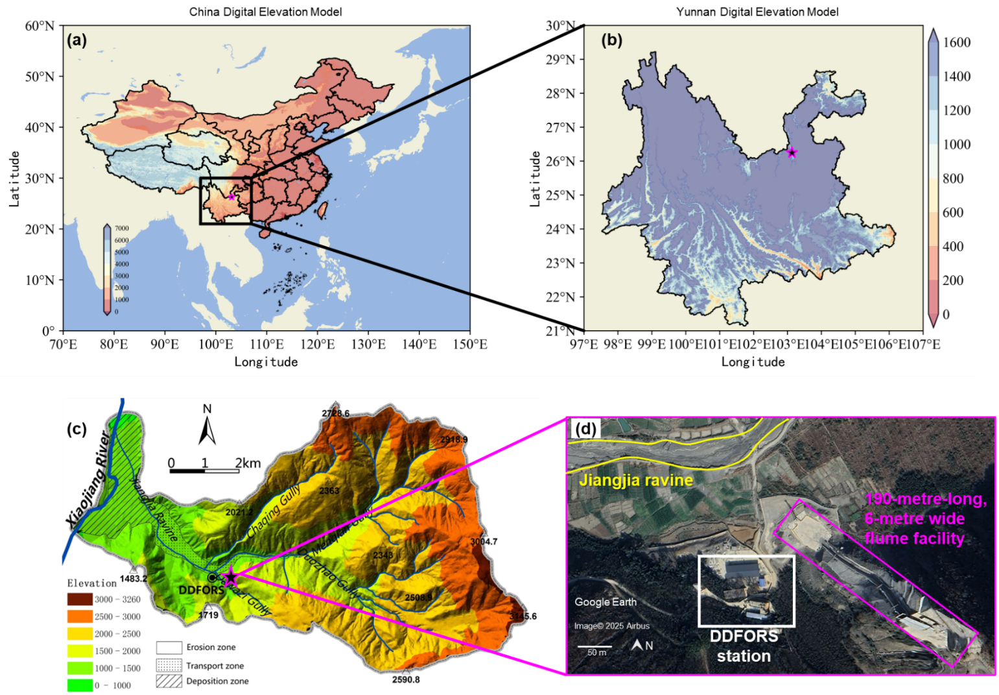 China Digital Elevation Model
(a)
60°N
50°N
40°N
30°N
20°N
10°N
0°
Latitude
7000
6000
5000
4000
3000
2000
1000
0
70°E 80°E 90°E 100°E 110°E 120°E 130°E 140°E 150°E
Longitude
Yunnan Digital Elevation Model
(b)
30°N
29°N
28°N
27°N
26°N
25°N
24°N
23°N
22°N
21°N
Latitude
97°E 98°E 99°E 100°E 101°E 102°E 103°E 104°E 105°E 106°E 107°E
Longitude
1600
1400
1200
1000
800
600
400
200
0
(c)
N
0 1 2km
Xiaojiang River
Jiangjia Ravine
Chaqing Gully
Menqian Gully
Duozhao Gully
Dawazi Gully
2728.6
2918.9
2363
2021.2
3004.7
2343
1483.2
DDFORS
2508.9
1719
3145.6
2590.8
Elevation
3000 - 3260
2500 - 3000
2000 - 2500
1500 - 2000
1000 - 1500
0 - 1000
Erosion zone
Transport zone
Deposition zone
(d)
Jiangjia ravine
190-metre-long,
6-metre wide
flume facility
Google Earth
Image© 2025 Airbus
50 m
N
DDFORS
station